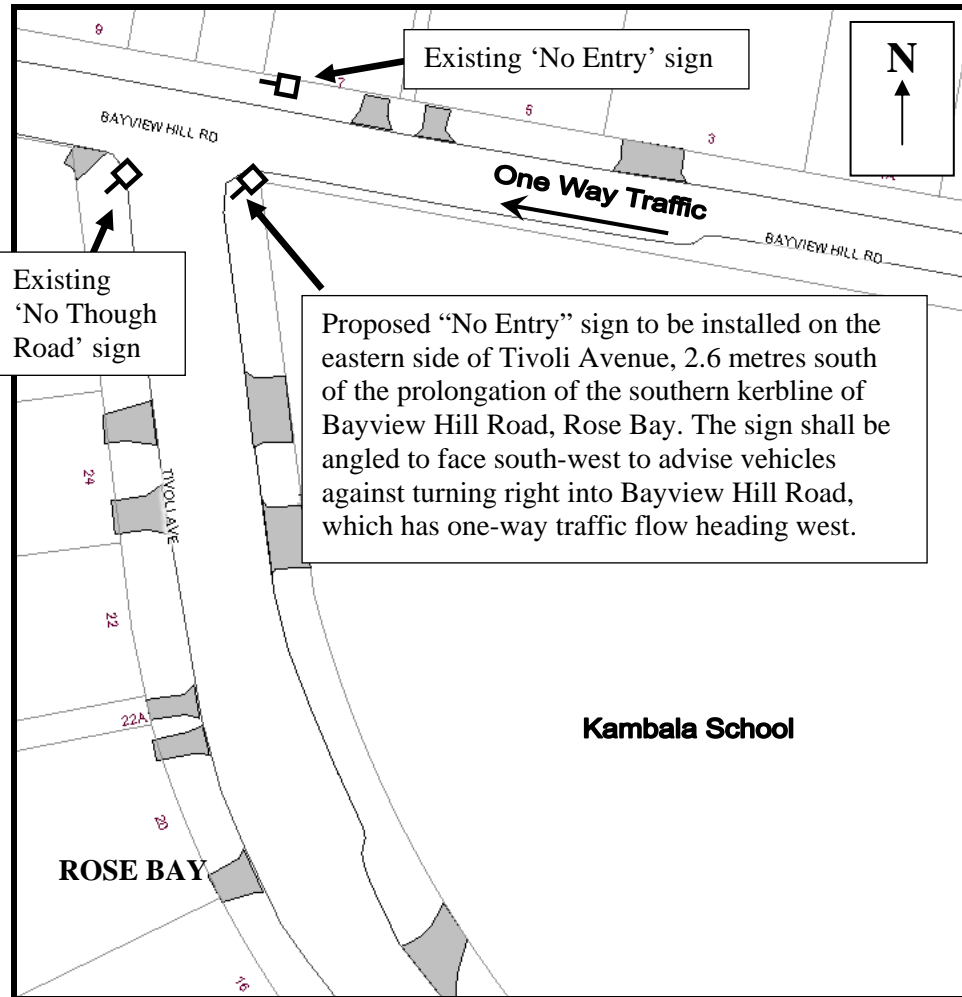 9
Existing ‘No Entry’ sign
N
7
5
3
1A
BAYVIEW HILL RD
One Way Traffic
BAYVIEW HILL RD
Existing
‘No Though
Road’ sign
Proposed “No Entry” sign to be installed on the
eastern side of Tivoli Avenue, 2.6 metres south
of the prolongation of the southern kerbline of
Bayview Hill Road, Rose Bay. The sign shall be
angled to face south-west to advise vehicles
against turning right into Bayview Hill Road,
which has one-way traffic flow heading west.
24
TIVOLI AVE
22
22A
Kambala School
20
ROSE BAY
16